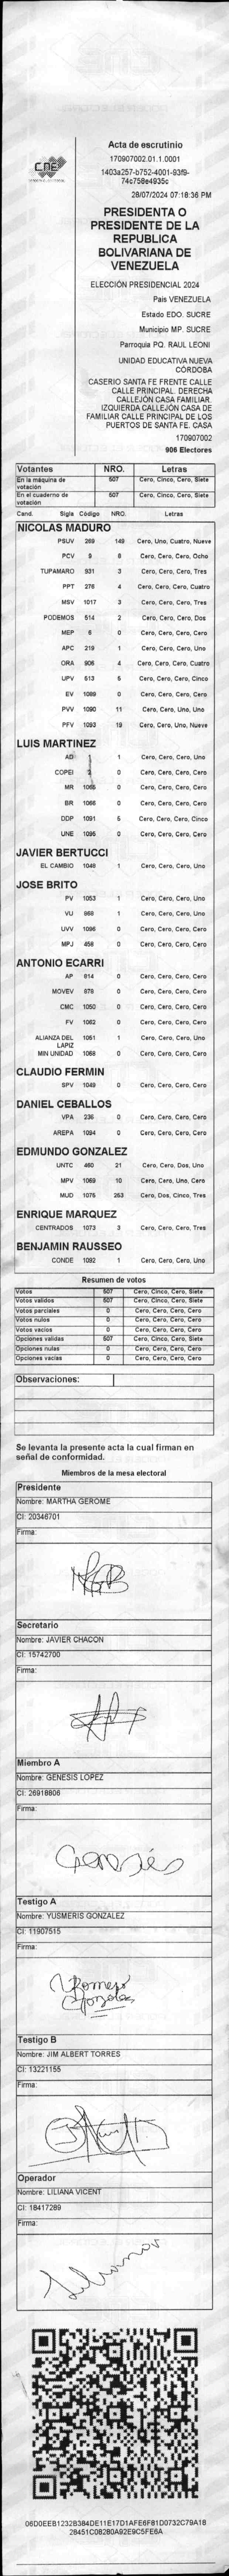 CNE
Acta de escrutinio
170907002.01.1.0001
1403a257-b752-4001-93f9-
74c758e4935c
28/07/2024 07:18:36 PM
PRESIDENTA O
PRESIDENTE DE LA
REPUBLICA
BOLIVARIANA DE
VENEZUELA
ELECCIÓN PRESIDENCIAL 2024
Pais VENEZUELA
Estado EDO. SUCRE
Municipio MP. SUCRE
Parroquia PQ. RAUL LEONI
UNIDAD EDUCATIVA NUEVA
CÓRDOBA
CASERIO SANTA FE FRENTE CALLE
CALLE PRINCIPAL. DERECHA
CALLEJÓN CASA FAMILIAR.
IZQUIERDA CALLEJÓN CASA DE
FAMILIAR CALLE PRINCIPAL DE LOS
PUERTOS DE SANTA FE. CASA
170907002
906 Electores
Votantes NRO. Letras
En la máquina de votación 507 Cero, Cinco, Cero, Siete
En el cuaderno de votación 507 Cero, Cinco, Cero, Siete
Cand. Sigla Código NRO. Letras
NICOLAS MADURO
PSUV 269 149 Cero, Uno, Cuatro, Nueve
PCV 9 8 Cero, Cero, Cero, Ocho
TUPAMARO 931 3 Cero, Cero, Cero, Tres
PPT 276 4 Cero, Cero, Cero, Cuatro
MSV 1017 3 Cero, Cero, Cero, Tres
PODEMOS 514 2 Cero, Cero, Cero, Dos
MEP 6 0 Cero, Cero, Cero, Cero
APC 219 1 Cero, Cero, Cero, Uno
ORA 906 4 Cero, Cero, Cero, Cuatro
UPV 513 5 Cero, Cero, Cero, Cinco
EV 1089 0 Cero, Cero, Cero, Cero
PVV 1090 11 Cero, Cero, Uno, Uno
PFV 1093 19 Cero, Cero, Uno, Nueve
LUIS MARTINEZ
AD 1 1 Cero, Cero, Cero, Uno
COPEI 0 Cero, Cero, Cero, Cero
MR 1065 0 Cero, Cero, Cero, Cero
BR 1066 0 Cero, Cero, Cero, Cero
DDP 1091 5 Cero, Cero, Cero, Cinco
UNE 1095 0 Cero, Cero, Cero, Cero
JAVIER BERTUCCI
EL CAMBIO 1048 1 Cero, Cero, Cero, Uno
JOSE BRITO
PV 1053 1 Cero, Cero, Cero, Uno
VU 968 1 Cero, Cero, Cero, Uno
UVV 1096 0 Cero, Cero, Cero, Cero
MPJ 458 0 Cero, Cero, Cero, Cero
ANTONIO ECARRI
AP 814 0 Cero, Cero, Cero, Cero
MOVEV 879 0 Cero, Cero, Cero, Cero
CMC 1050 0 Cero, Cero, Cero, Cero
FV 1062 0 Cero, Cero, Cero, Cero
ALIANZA DEL LAPIZ 1051 1 Cero, Cero, Cero, Uno
MIN UNIDAD 1068 0 Cero, Cero, Cero, Cero
CLAUDIO FERMIN
SPV 1049 0 Cero, Cero, Cero, Cero
DANIEL CEBALLOS
VPA 236 0 Cero, Cero, Cero, Cero
AREPA 1094 0 Cero, Cero, Cero, Cero
EDMUNDO GONZALEZ
UNTC 460 21 Cero, Cero, Dos, Uno
MPV 1069 10 Cero, Cero, Uno, Cero
MUD 1075 253 Cero, Dos, Cinco, Tres
ENRIQUE MARQUEZ
CENTRADOS 1073 3 Cero, Cero, Cero, Tres
BENJAMIN RAUSSEO
CONDE 1092 1 Cero, Cero, Cero, Uno
Resumen de votos
Votos 507 Cero, Cinco, Cero, Siete
Votos validos 507 Cero, Cinco, Cero, Siete
Votos parciales 0 Cero, Cero, Cero, Cero
Votos nulos 0 Cero, Cero, Cero, Cero
Votos vacios 0 Cero, Cero, Cero, Cero
Opciones validas 507 Cero, Cinco, Cero, Siete
Opciones nulas 0 Cero, Cero, Cero, Cero
Opciones vacias 0 Cero, Cero, Cero, Cero
Observaciones:
Se levanta la presente acta la cual firman en
señal de conformidad.
Miembros de la mesa electoral
Presidente
Nombre: MARTHA GEROME
CI: 20346701
Firma:
Secretario
Nombre: JAVIER CHACON
CI: 15742700
Firma:
Miembro A
Nombre: GENESIS LOPEZ
CI: 26918806
Firma:
Genesis
Testigo A
Nombre: YUSMERIS GONZALEZ
CI: 11907515
Firma:
Testigo B
Nombre: JIM ALBERT TORRES
CI: 13221155
Firma:
Operador
Nombre: LILIANA VICENT
CI: 18417289
Firma:
06D0EEB1232B384DE11E17D1AFE6F81D0732C79A18
28451C08280A92E9C5FE6A